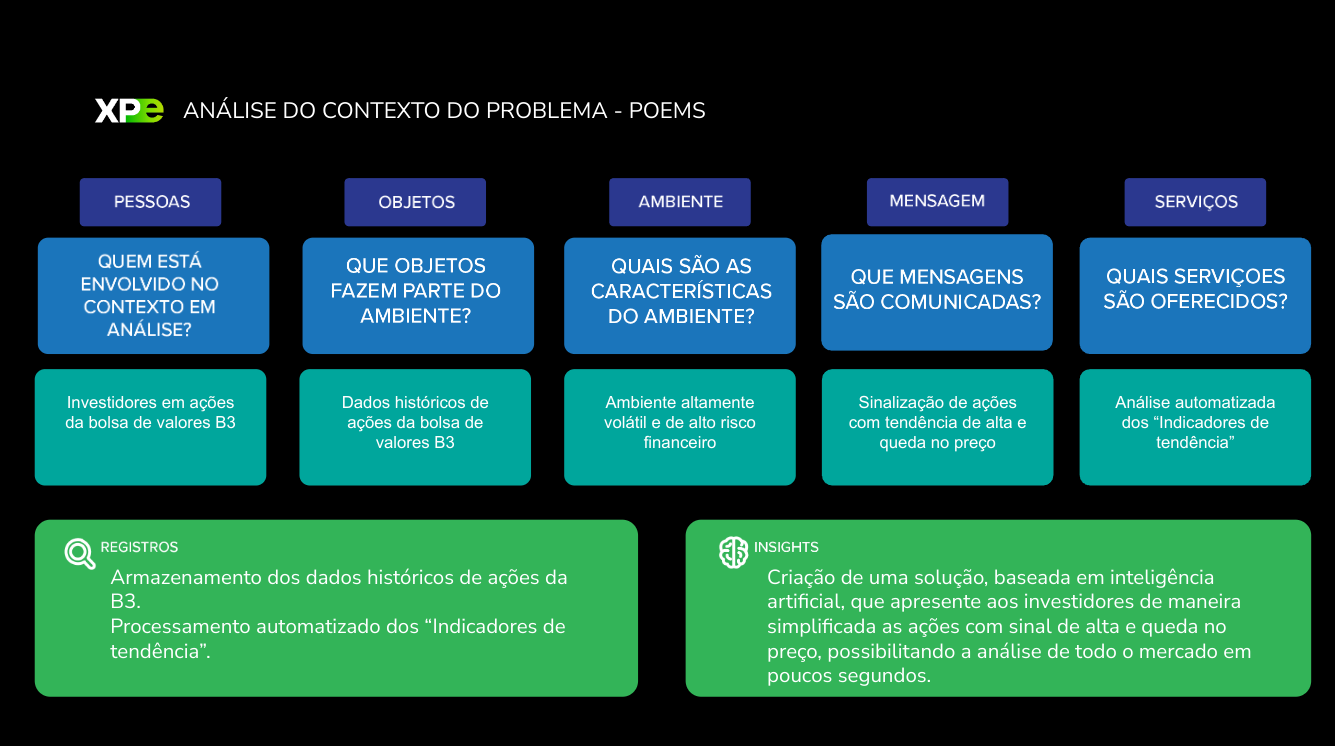 XPe ANÁLISE DO CONTEXTO DO PROBLEMA - POEMS
PESSOAS
OBJETOS
AMBIENTE
MENSAGEM
SERVIÇOS
QUEM ESTÁ
ENVOLVIDO NO
CONTEXTO EM
ANÁLISE?
QUE OBJETOS
FAZEM PARTE DO
AMBIENTE?
QUAIS SÃO AS
CARACTERÍSTICAS
DO AMBIENTE?
QUE MENSAGENS
SÃO COMUNICADAS?
QUAIS SERVIÇOES
SÃO OFERECIDOS?
Investidores em ações
da bolsa de valores B3
Dados históricos de
ações da bolsa de
valores B3
Ambiente altamente
volátil e de alto risco
financeiro
Sinalização de ações
com tendência de alta e
queda no preço
Análise automatizada
dos “Indicadores de
tendência”
REGISTROS
Armazenamento dos dados históricos de ações da
B3.
Processamento automatizado dos “Indicadores de
tendência”.
INSIGHTS
Criação de uma solução, baseada em inteligência
artificial, que apresente aos investidores de maneira
simplificada as ações com sinal de alta e queda no
preço, possibilitando a análise de todo o mercado em
poucos segundos.